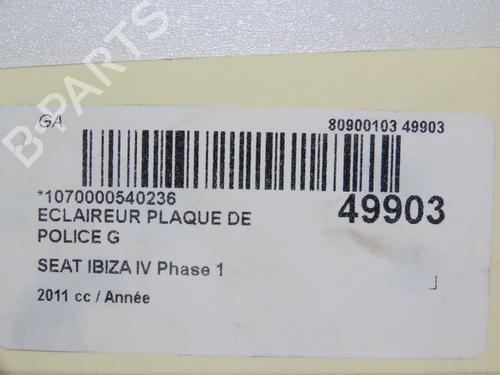 B-PARTS
GA
80900103 49903
*1070000540236
49903
ECLAIREUR PLAQUE DE
POLICE G
SEAT IBIZA IV Phase 1
2011 cc / Année